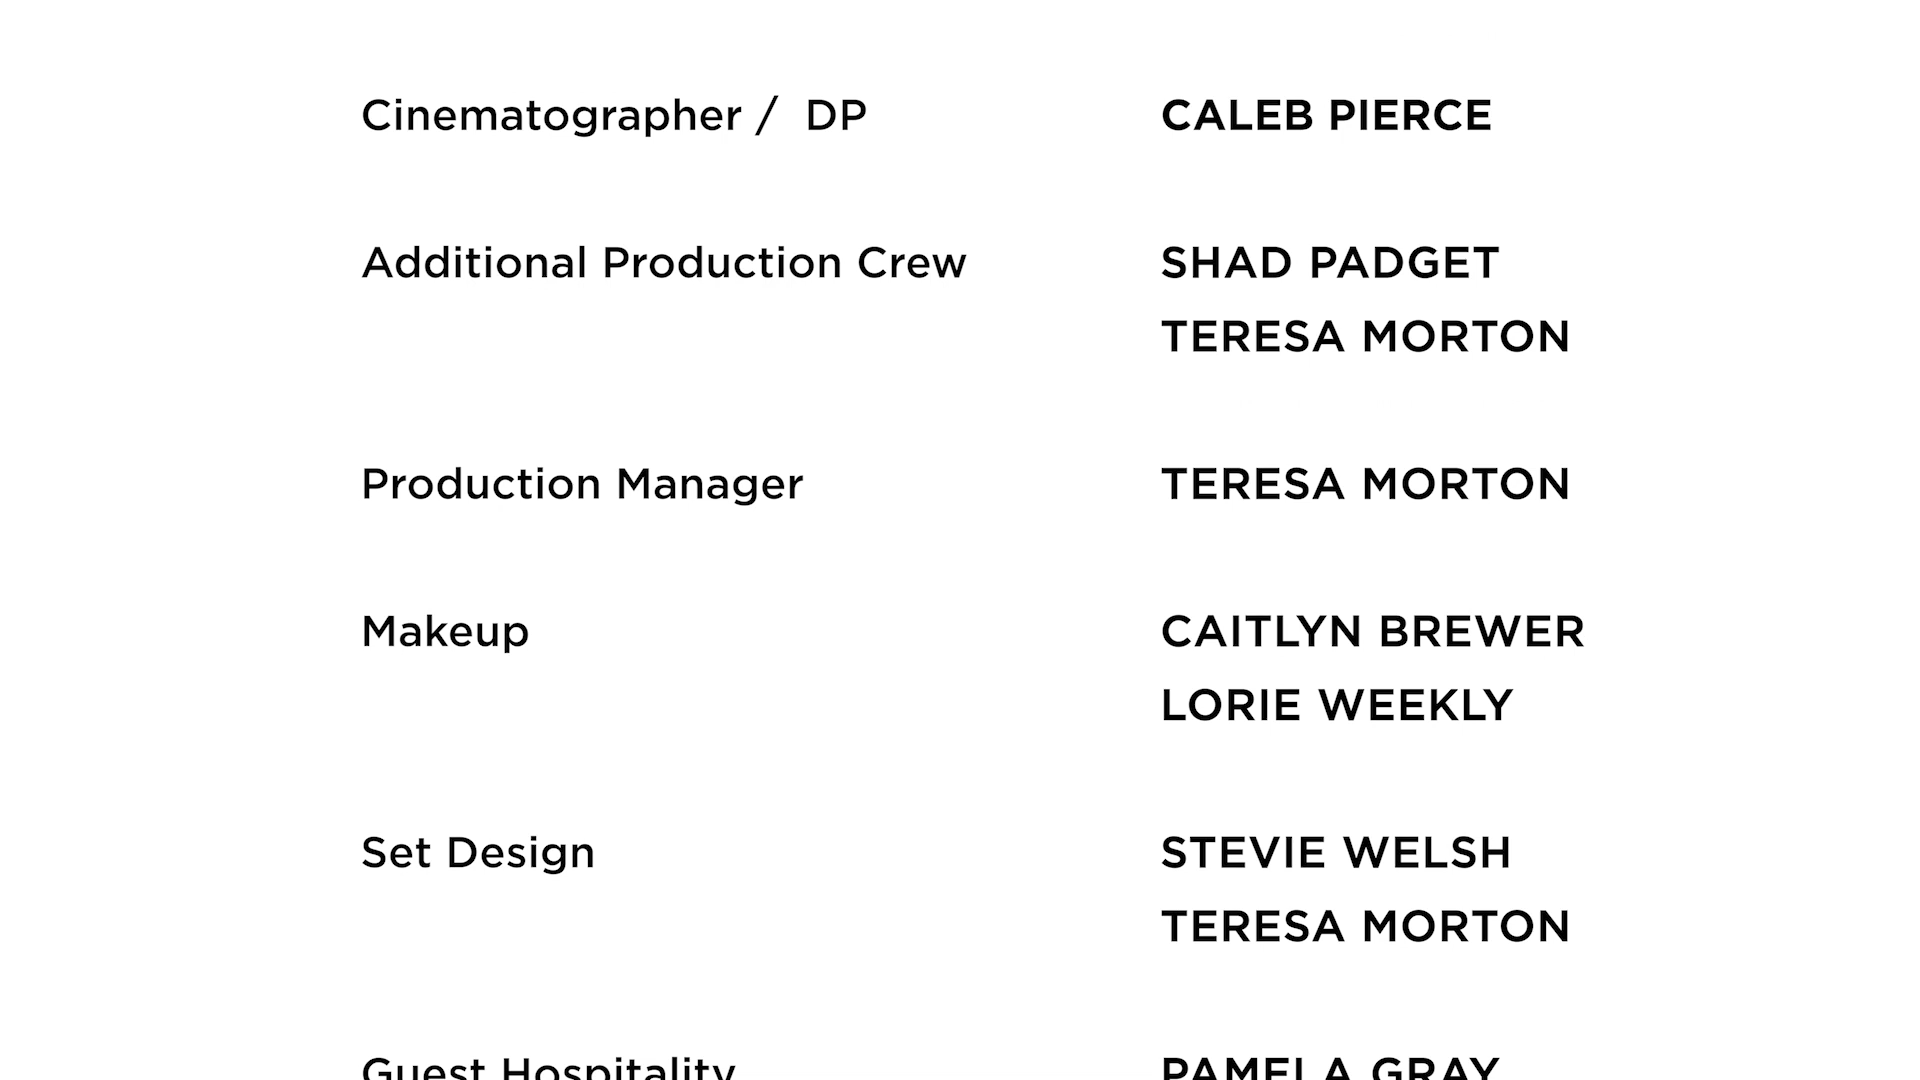 Cinematographer / DP CALEB PIERCE
Additional Production Crew SHAD PADGET
TERESA MORTON
Production Manager TERESA MORTON
Makeup CAITLYN BREWER
LORIE WEEKLY
Set Design STEVIE WELSH
TERESA MORTON
Guest Hospitality PAMELA GRAY